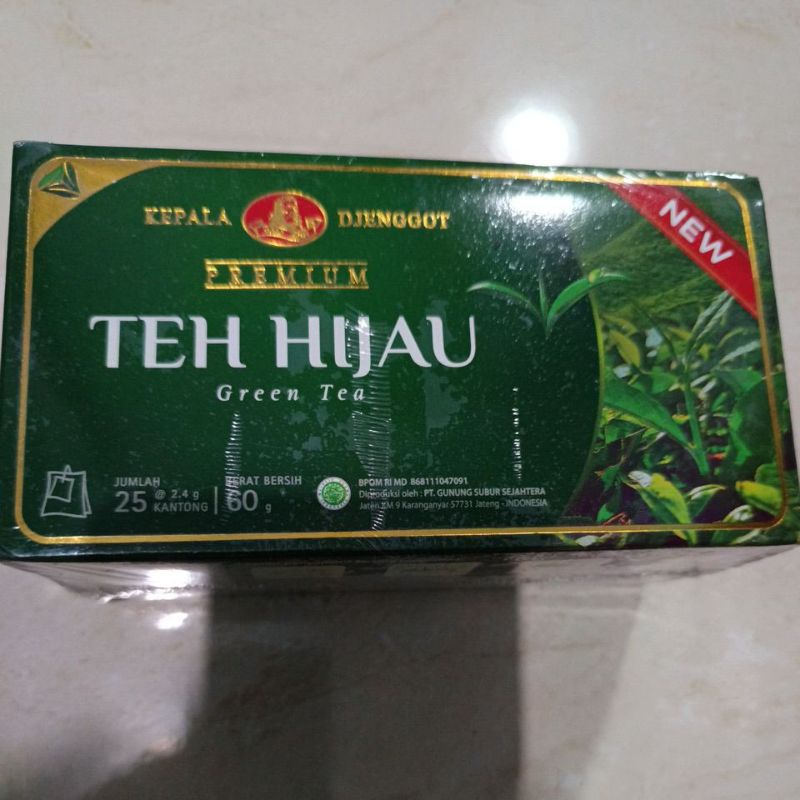 KEPALA DJENGGOT
NEW
PREMIUM
TEH HIJAU
Green Tea
JUMLAH
25 @ 2.4 g KANTONG
BERAT BERSIH
60 g
BPOM RI MD 868111047091
Diproduksi oleh : PT. GUNUNG SUBUR SEJAHTERA
Jaten KM 9 Karanganyar 57731 Jateng - INDONESIA